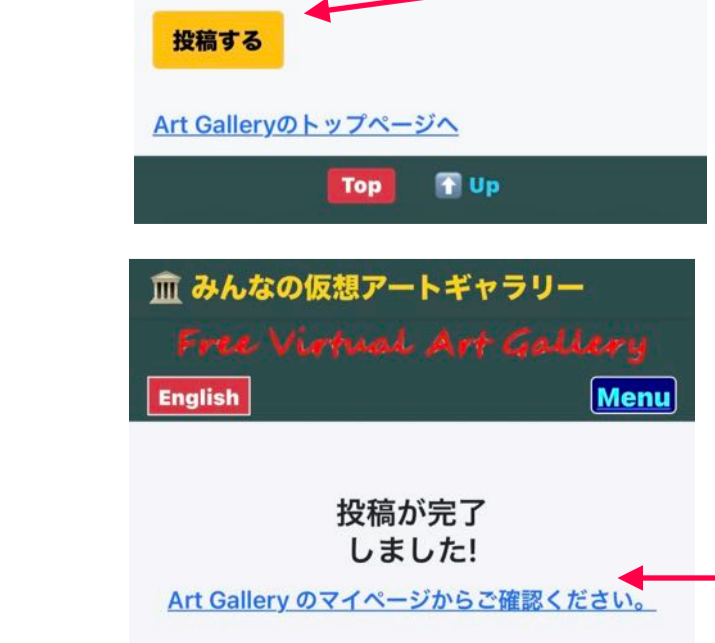 投稿する
Art Galleryのトップページへ
Top ⬆️ Up
🏛️ みんなの仮想アートギャラリー
Free Virtual Art Gallery
English Menu
投稿が完了
しました!
Art Gallery のマイページからご確認ください。